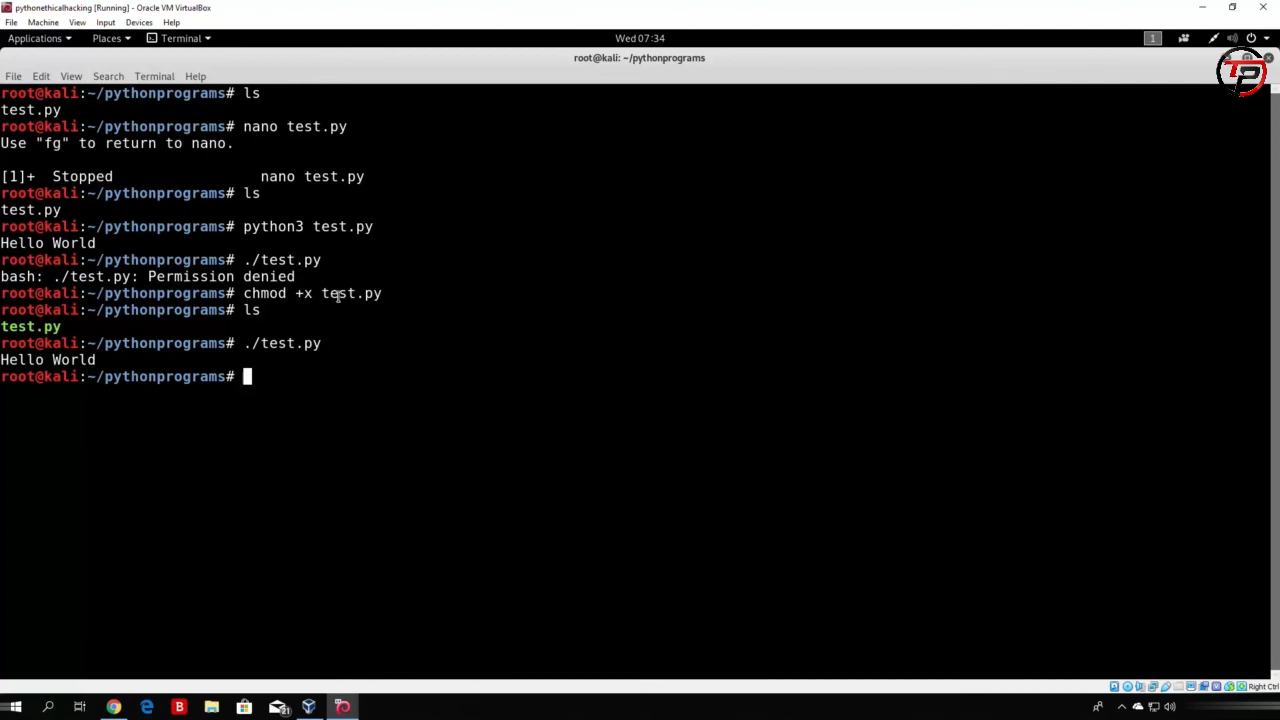 pythonethicalhacking [Running] - Oracle VM VirtualBox
File Machine View Input Devices Help
Applications Places Terminal Wed 07:34 1
root@kali: ~/pythonprograms
File Edit View Search Terminal Help
TP
root@kali:~/pythonprograms# ls
test.py
root@kali:~/pythonprograms# nano test.py
Use "fg" to return to nano.
[1]+ Stopped nano test.py
root@kali:~/pythonprograms# ls
test.py
root@kali:~/pythonprograms# python3 test.py
Hello World
root@kali:~/pythonprograms# ./test.py
bash: ./test.py: Permission denied
root@kali:~/pythonprograms# chmod +x test.py
root@kali:~/pythonprograms# ls
test.py
root@kali:~/pythonprograms# ./test.py
Hello World
root@kali:~/pythonprograms#
Right Ctrl
B 21